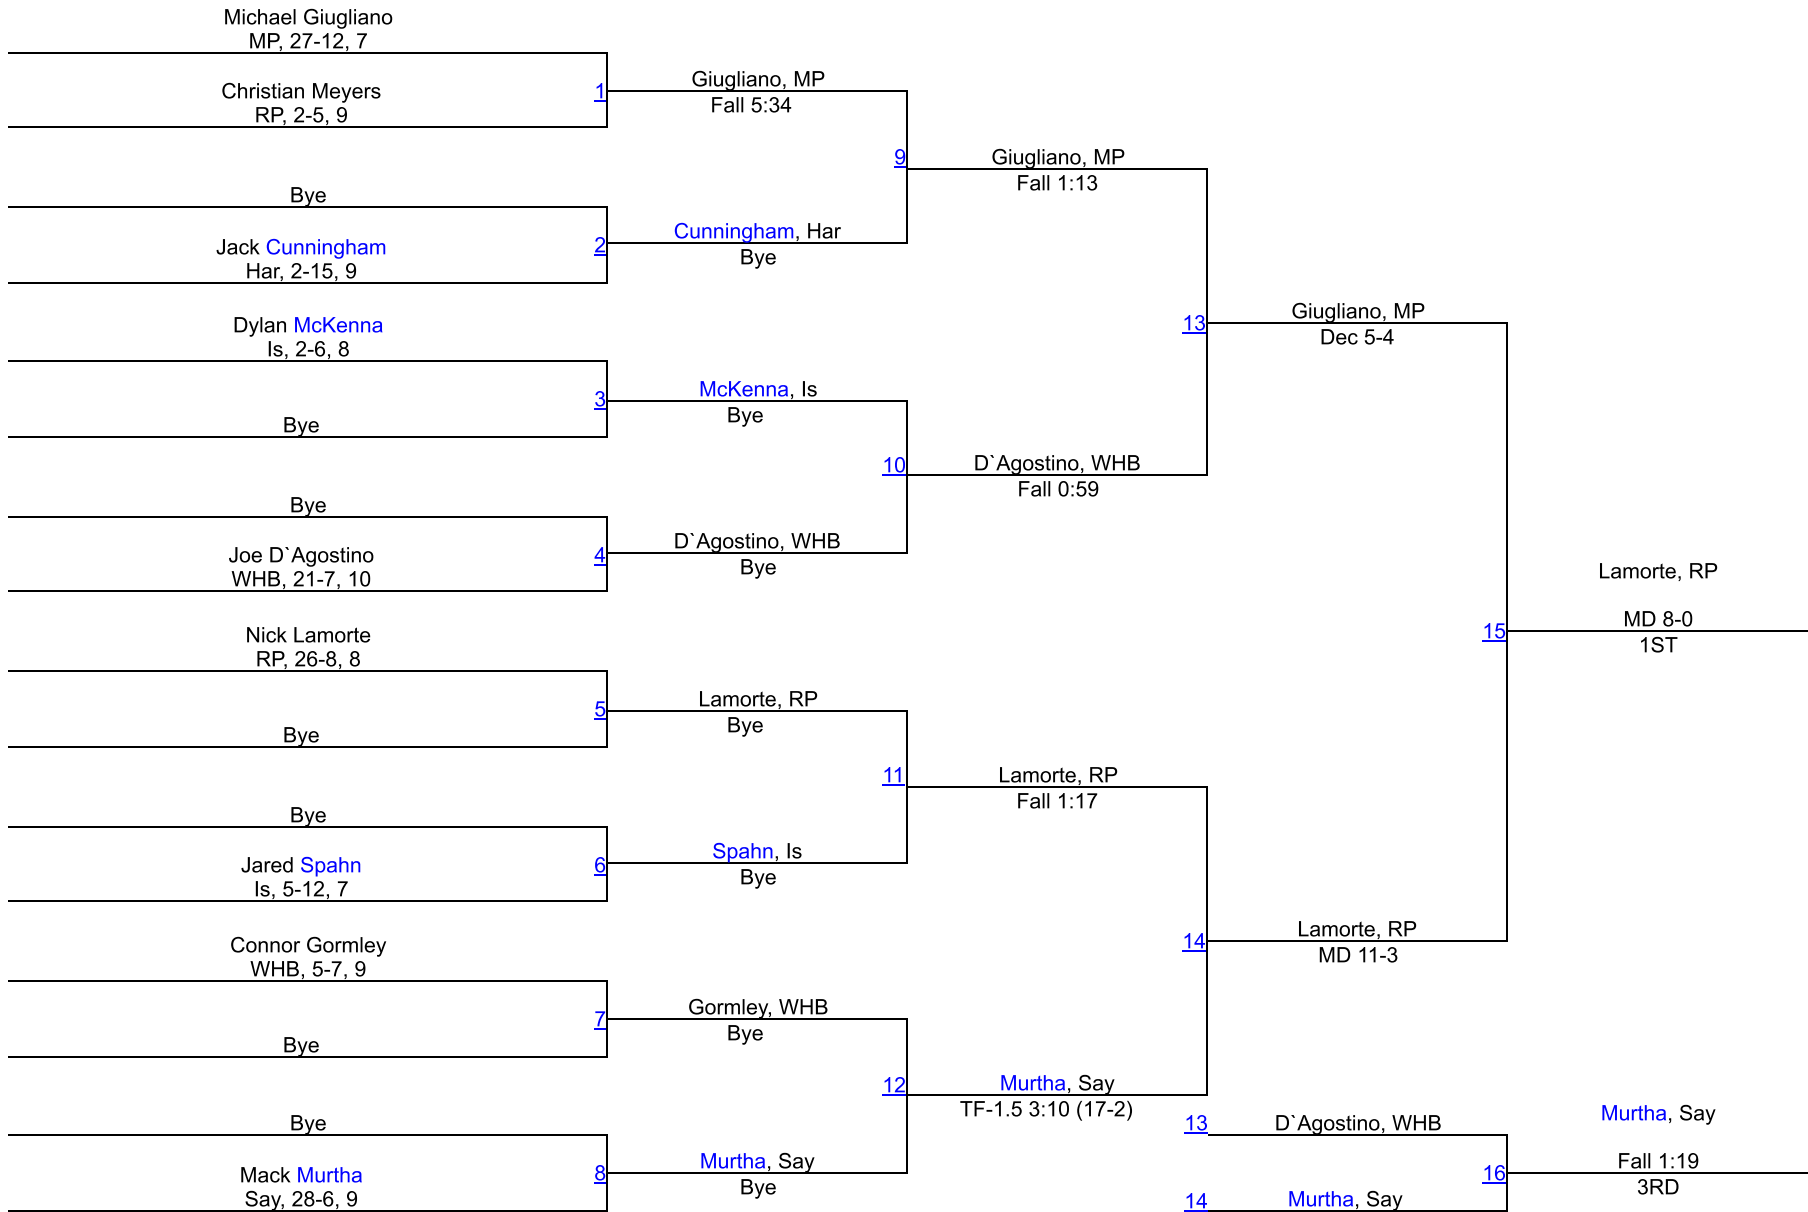 Michael Giugliano
MP, 27-12, 7
Christian Meyers
RP, 2-5, 9
1
Giugliano, MP
Fall 5:34
Bye
Jack Cunningham
Har, 2-15, 9
2
Cunningham, Har
Bye
9
Giugliano, MP
Fall 1:13
Dylan McKenna
Is, 2-6, 8
Bye
3
McKenna, Is
Bye
Bye
Joe D`Agostino
WHB, 21-7, 10
4
D`Agostino, WHB
Bye
10
D`Agostino, WHB
Fall 0:59
13
Giugliano, MP
Dec 5-4
Nick Lamorte
RP, 26-8, 8
Bye
5
Lamorte, RP
Bye
Bye
Jared Spahn
Is, 5-12, 7
6
Spahn, Is
Bye
11
Lamorte, RP
Fall 1:17
Connor Gormley
WHB, 5-7, 9
Bye
7
Gormley, WHB
Bye
Bye
Mack Murtha
Say, 28-6, 9
8
Murtha, Say
Bye
12
Murtha, Say
TF-1.5 3:10 (17-2)
14
Lamorte, RP
MD 11-3
15
Lamorte, RP
MD 8-0
1ST
13
D`Agostino, WHB
14
Murtha, Say
16
Murtha, Say
Fall 1:19
3RD